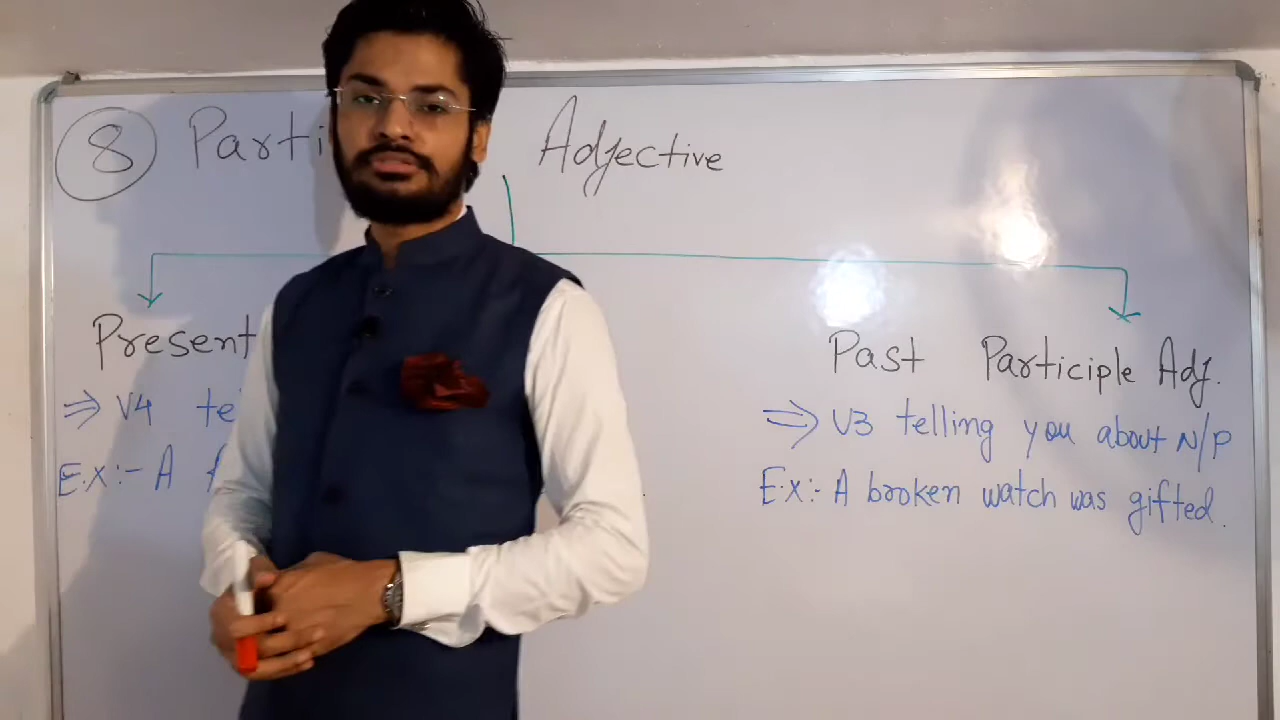 8 Parti Adjective
Present
Past Participle Adj.
⇒ V4 te
⇒ V3 telling you about N/P
Ex:- A
Ex:- A broken watch was gifted.